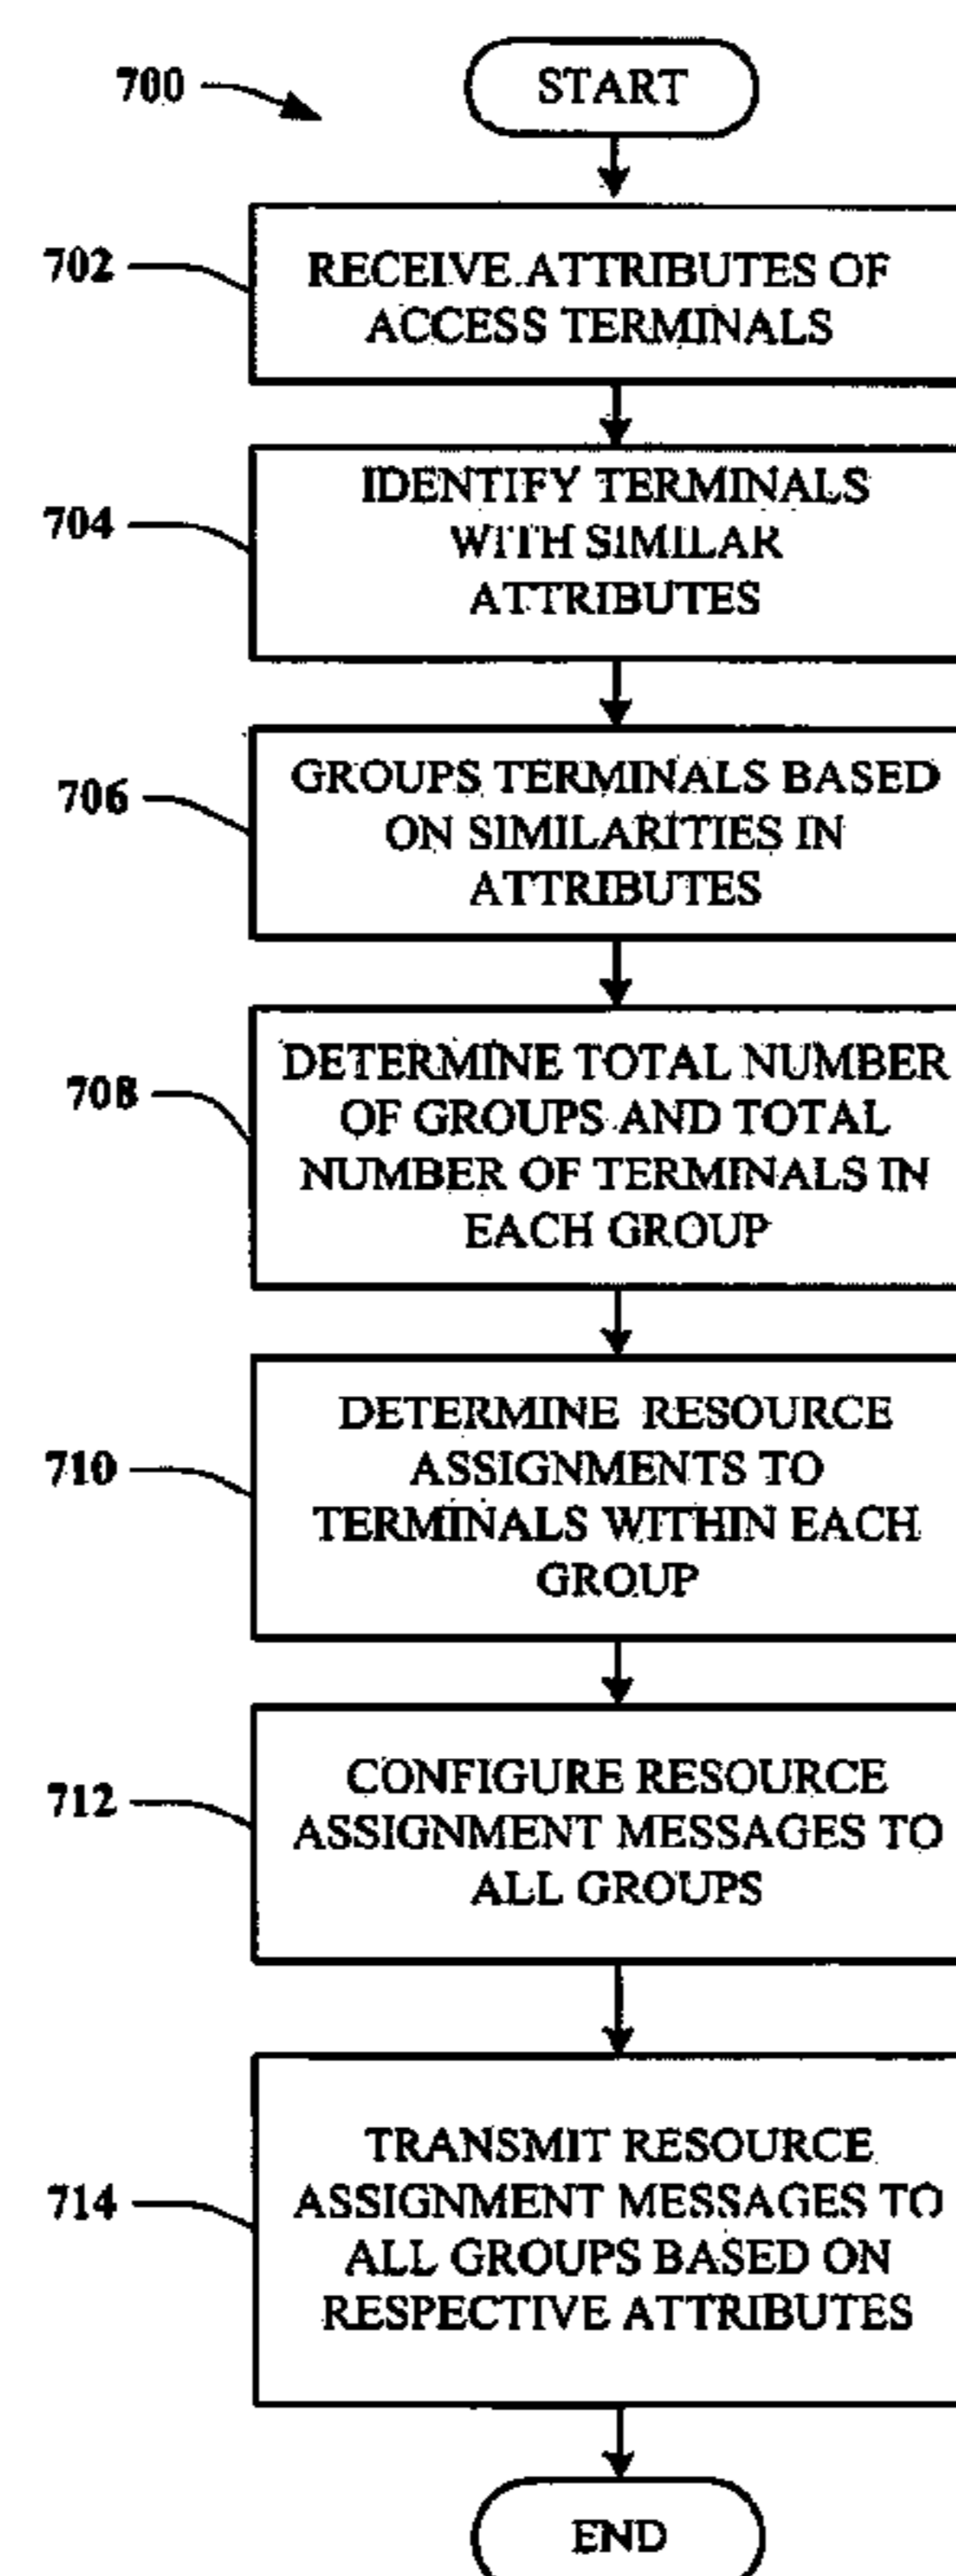 700
START
702
RECEIVE ATTRIBUTES OF
ACCESS TERMINALS
704
IDENTIFY TERMINALS
WITH SIMILAR
ATTRIBUTES
706
GROUPS TERMINALS BASED
ON SIMILARITIES IN
ATTRIBUTES
708
DETERMINE TOTAL NUMBER
OF GROUPS AND TOTAL
NUMBER OF TERMINALS IN
EACH GROUP
710
DETERMINE RESOURCE
ASSIGNMENTS TO
TERMINALS WITHIN EACH
GROUP
712
CONFIGURE RESOURCE
ASSIGNMENT MESSAGES TO
ALL GROUPS
714
TRANSMIT RESOURCE
ASSIGNMENT MESSAGES TO
ALL GROUPS BASED ON
RESPECTIVE ATTRIBUTES
END